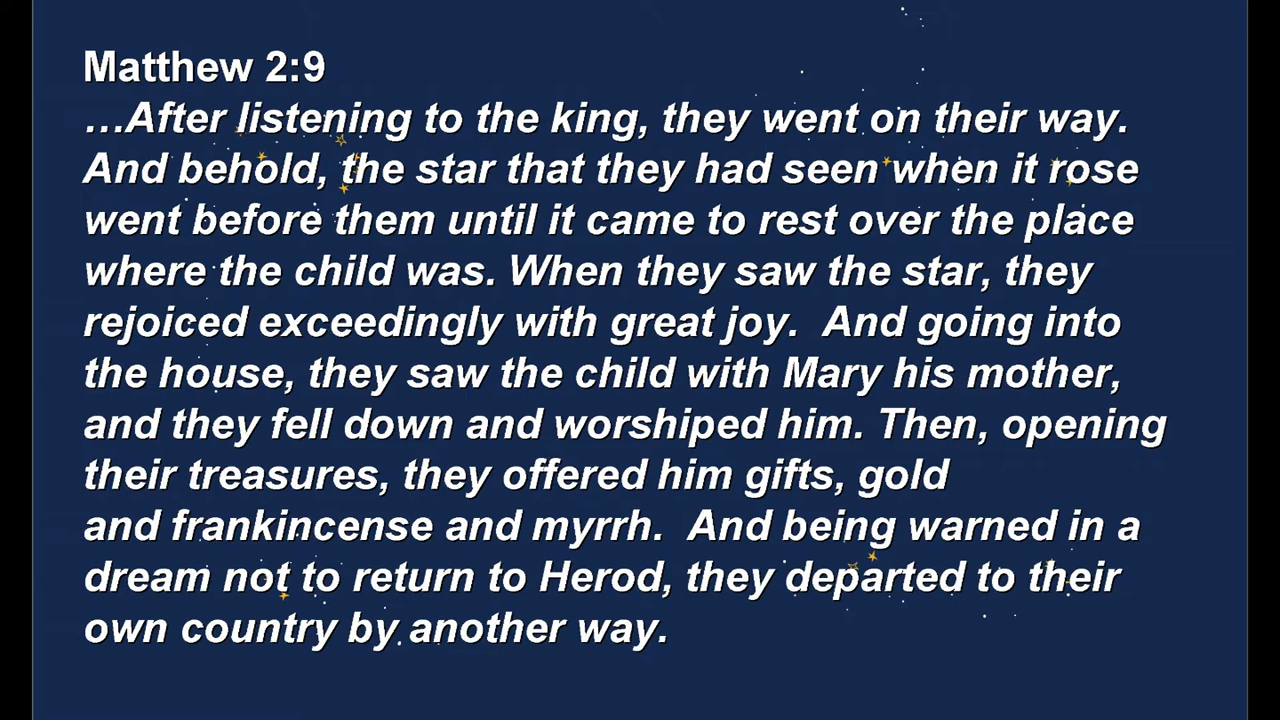 Matthew 2:9
…After listening to the king, they went on their way.
And behold, the star that they had seen when it rose
went before them until it came to rest over the place
where the child was. When they saw the star, they
rejoiced exceedingly with great joy.  And going into
the house, they saw the child with Mary his mother,
and they fell down and worshiped him. Then, opening
their treasures, they offered him gifts, gold
and frankincense and myrrh.  And being warned in a
dream not to return to Herod, they departed to their
own country by another way.